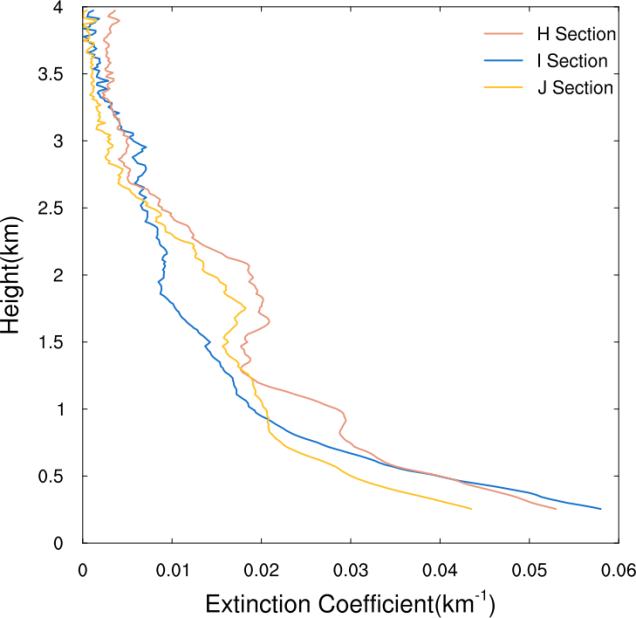 H Section
I Section
J Section
4
3.5
3
2.5
2
1.5
1
0.5
0
Height(km)
0 0.01 0.02 0.03 0.04 0.05 0.06
Extinction Coefficient(km⁻¹)